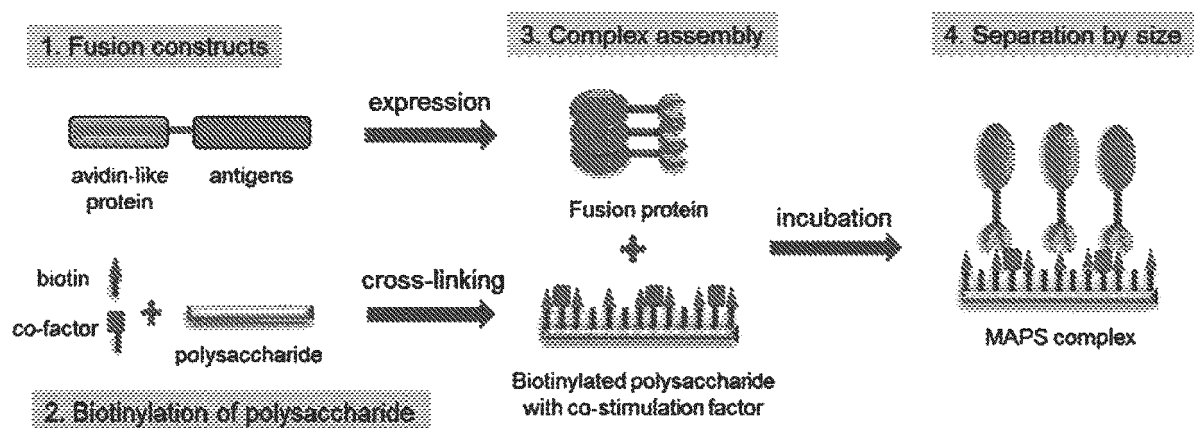 1. Fusion constructs
avidin-like
protein
antigens
expression
biotin
co-factor
polysaccharide
cross-linking
2. Biotinylation of polysaccharide
3. Complex assembly
Fusion protein
Biotinylated polysaccharide
with co-stimulation factor
incubation
4. Separation by size
MAPS complex